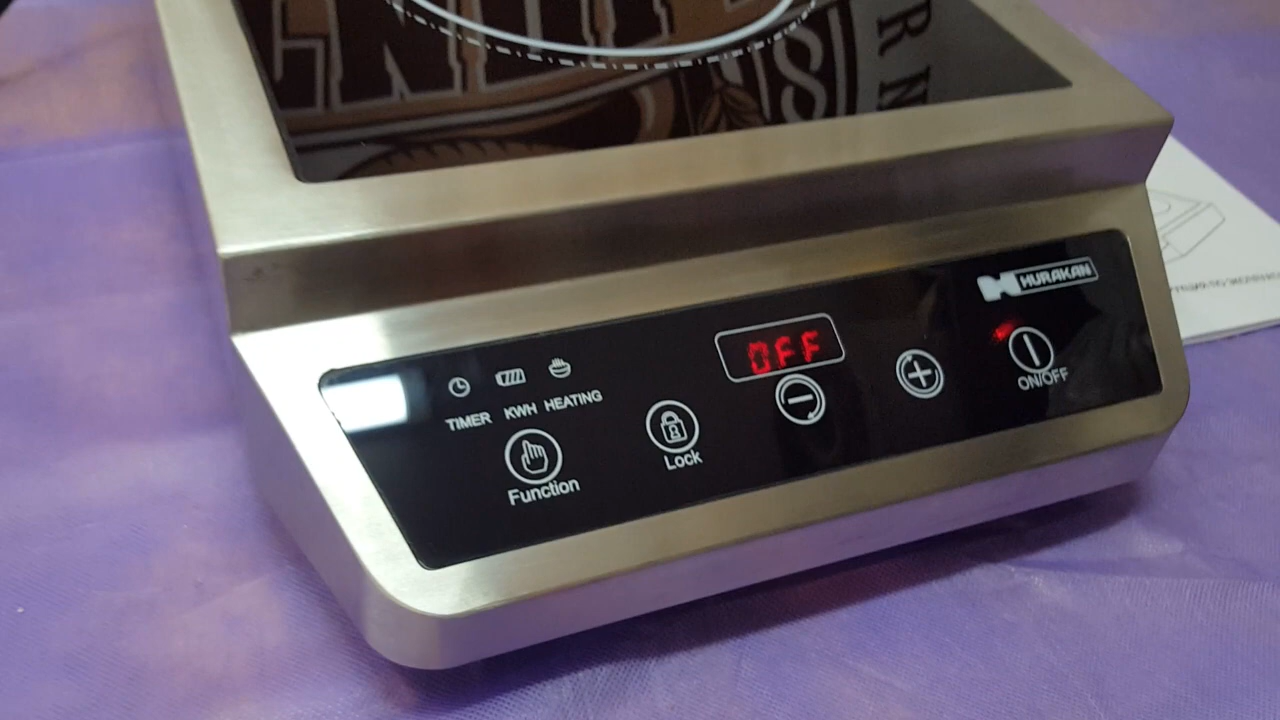 HURAKAN
OFF
TIMER KWH HEATING
ON/OFF
Lock
Function